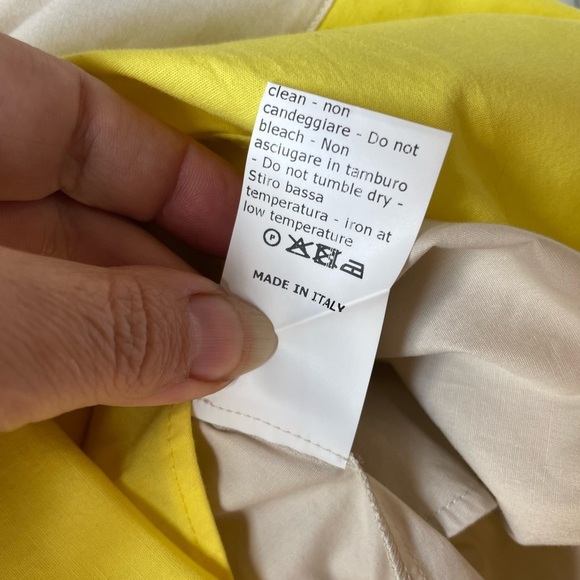 clean - non
candeggiare - Do not
bleach - Non
asciugare in tamburo
- Do not tumble dry -
Stiro bassa
temperatura - iron at
low temperature
P
MADE IN ITALY